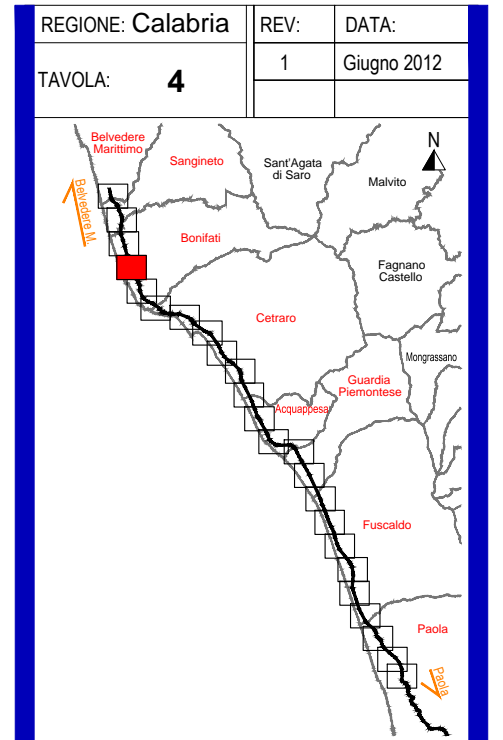 REGIONE: Calabria
REV:
DATA:
TAVOLA: 4
1
Giugno 2012
Belvedere
Marittimo
Sangineto
Sant'Agata
di Saro
Malvito
N
Belvedere M.
Bonifati
Fagnano
Castello
Cetraro
Mongrassano
Guardia
Piemontese
Acquappesa
Fuscaldo
Paola
Paola